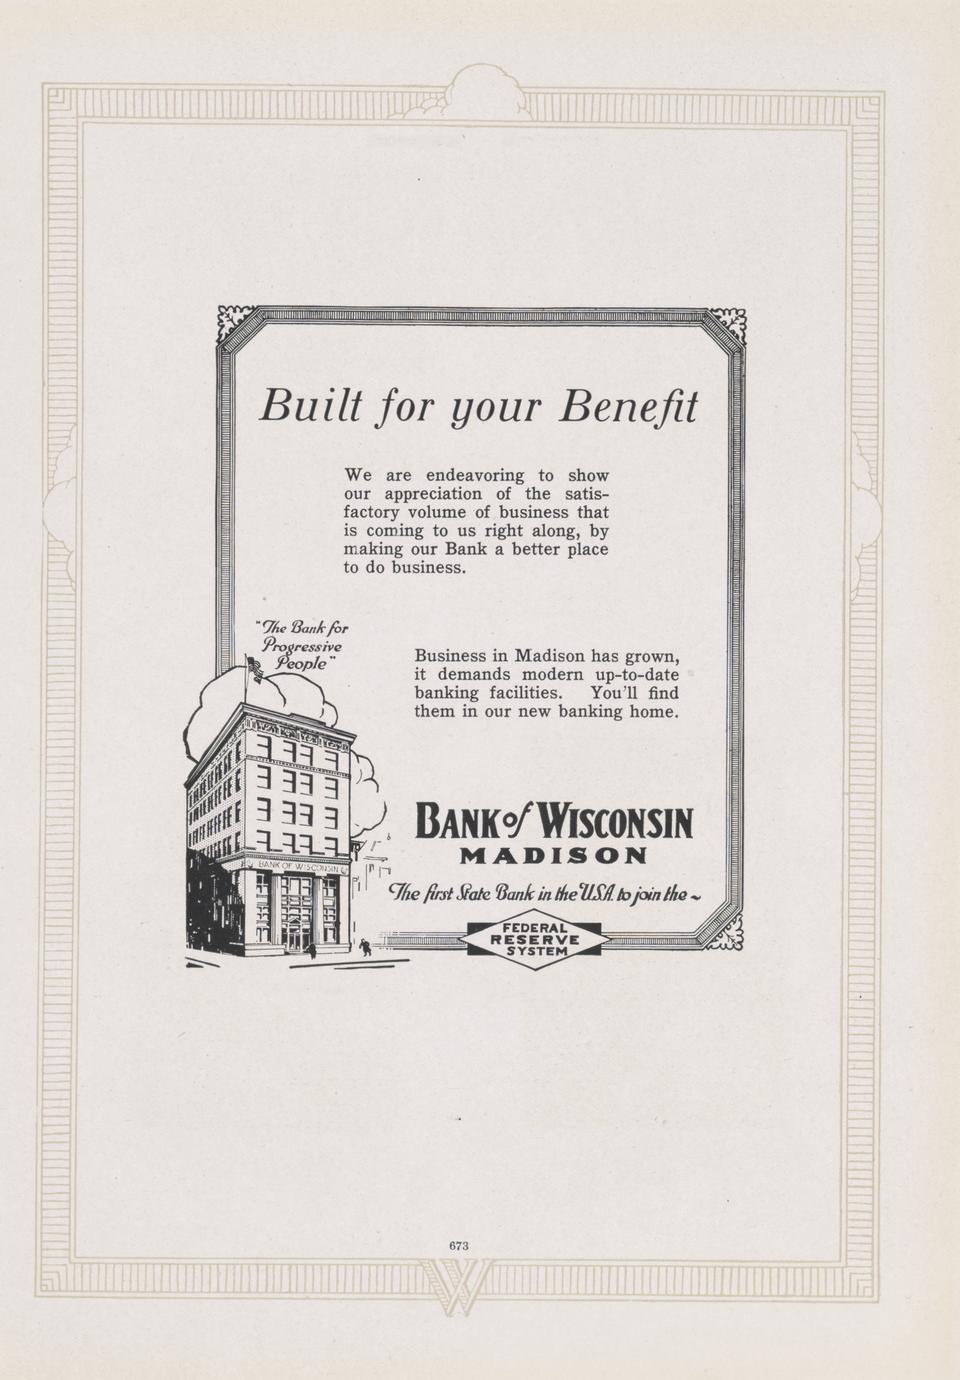 Built for your Benefit
We are endeavoring to show
our appreciation of the satis-
factory volume of business that
is coming to us right along, by
making our Bank a better place
to do business.
"The Bank for
Progressive
People"
Business in Madison has grown,
it demands modern up-to-date
banking facilities. You'll find
them in our new banking home.
BANK OF WISCONSIN
BANK of WISCONSIN
MADISON
The first State Bank in the U.S.A. to join the ~
FEDERAL
RESERVE
SYSTEM
673
W